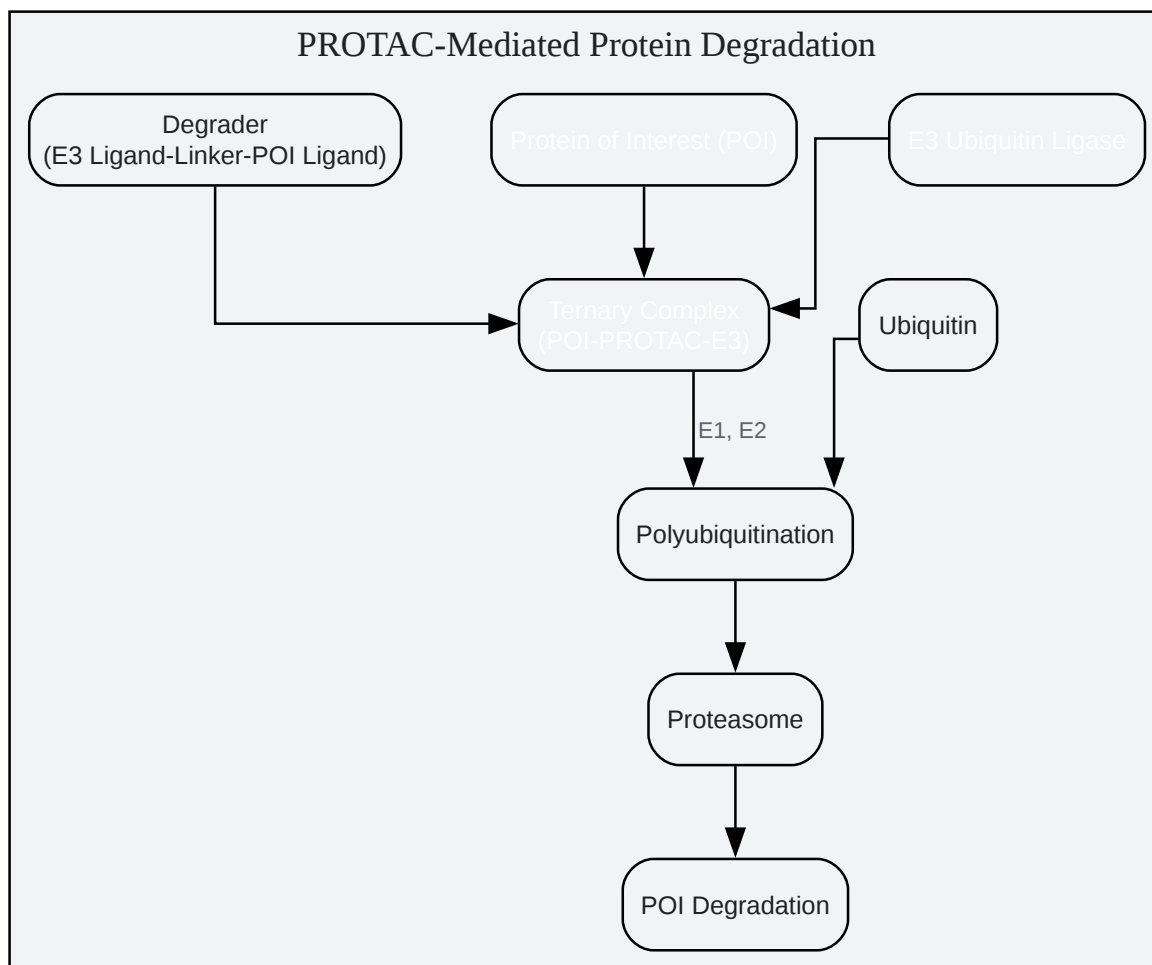 PROTAC-Mediated Protein Degradation
Degrader
(E3 Ligand-Linker-POI Ligand)
Protein of Interest (POI)
E3 Ubiquitin Ligase
Ternary Complex
(POI-PROTAC-E3)
Ubiquitin
E1, E2
Polyubiquitination
Proteasome
POI Degradation